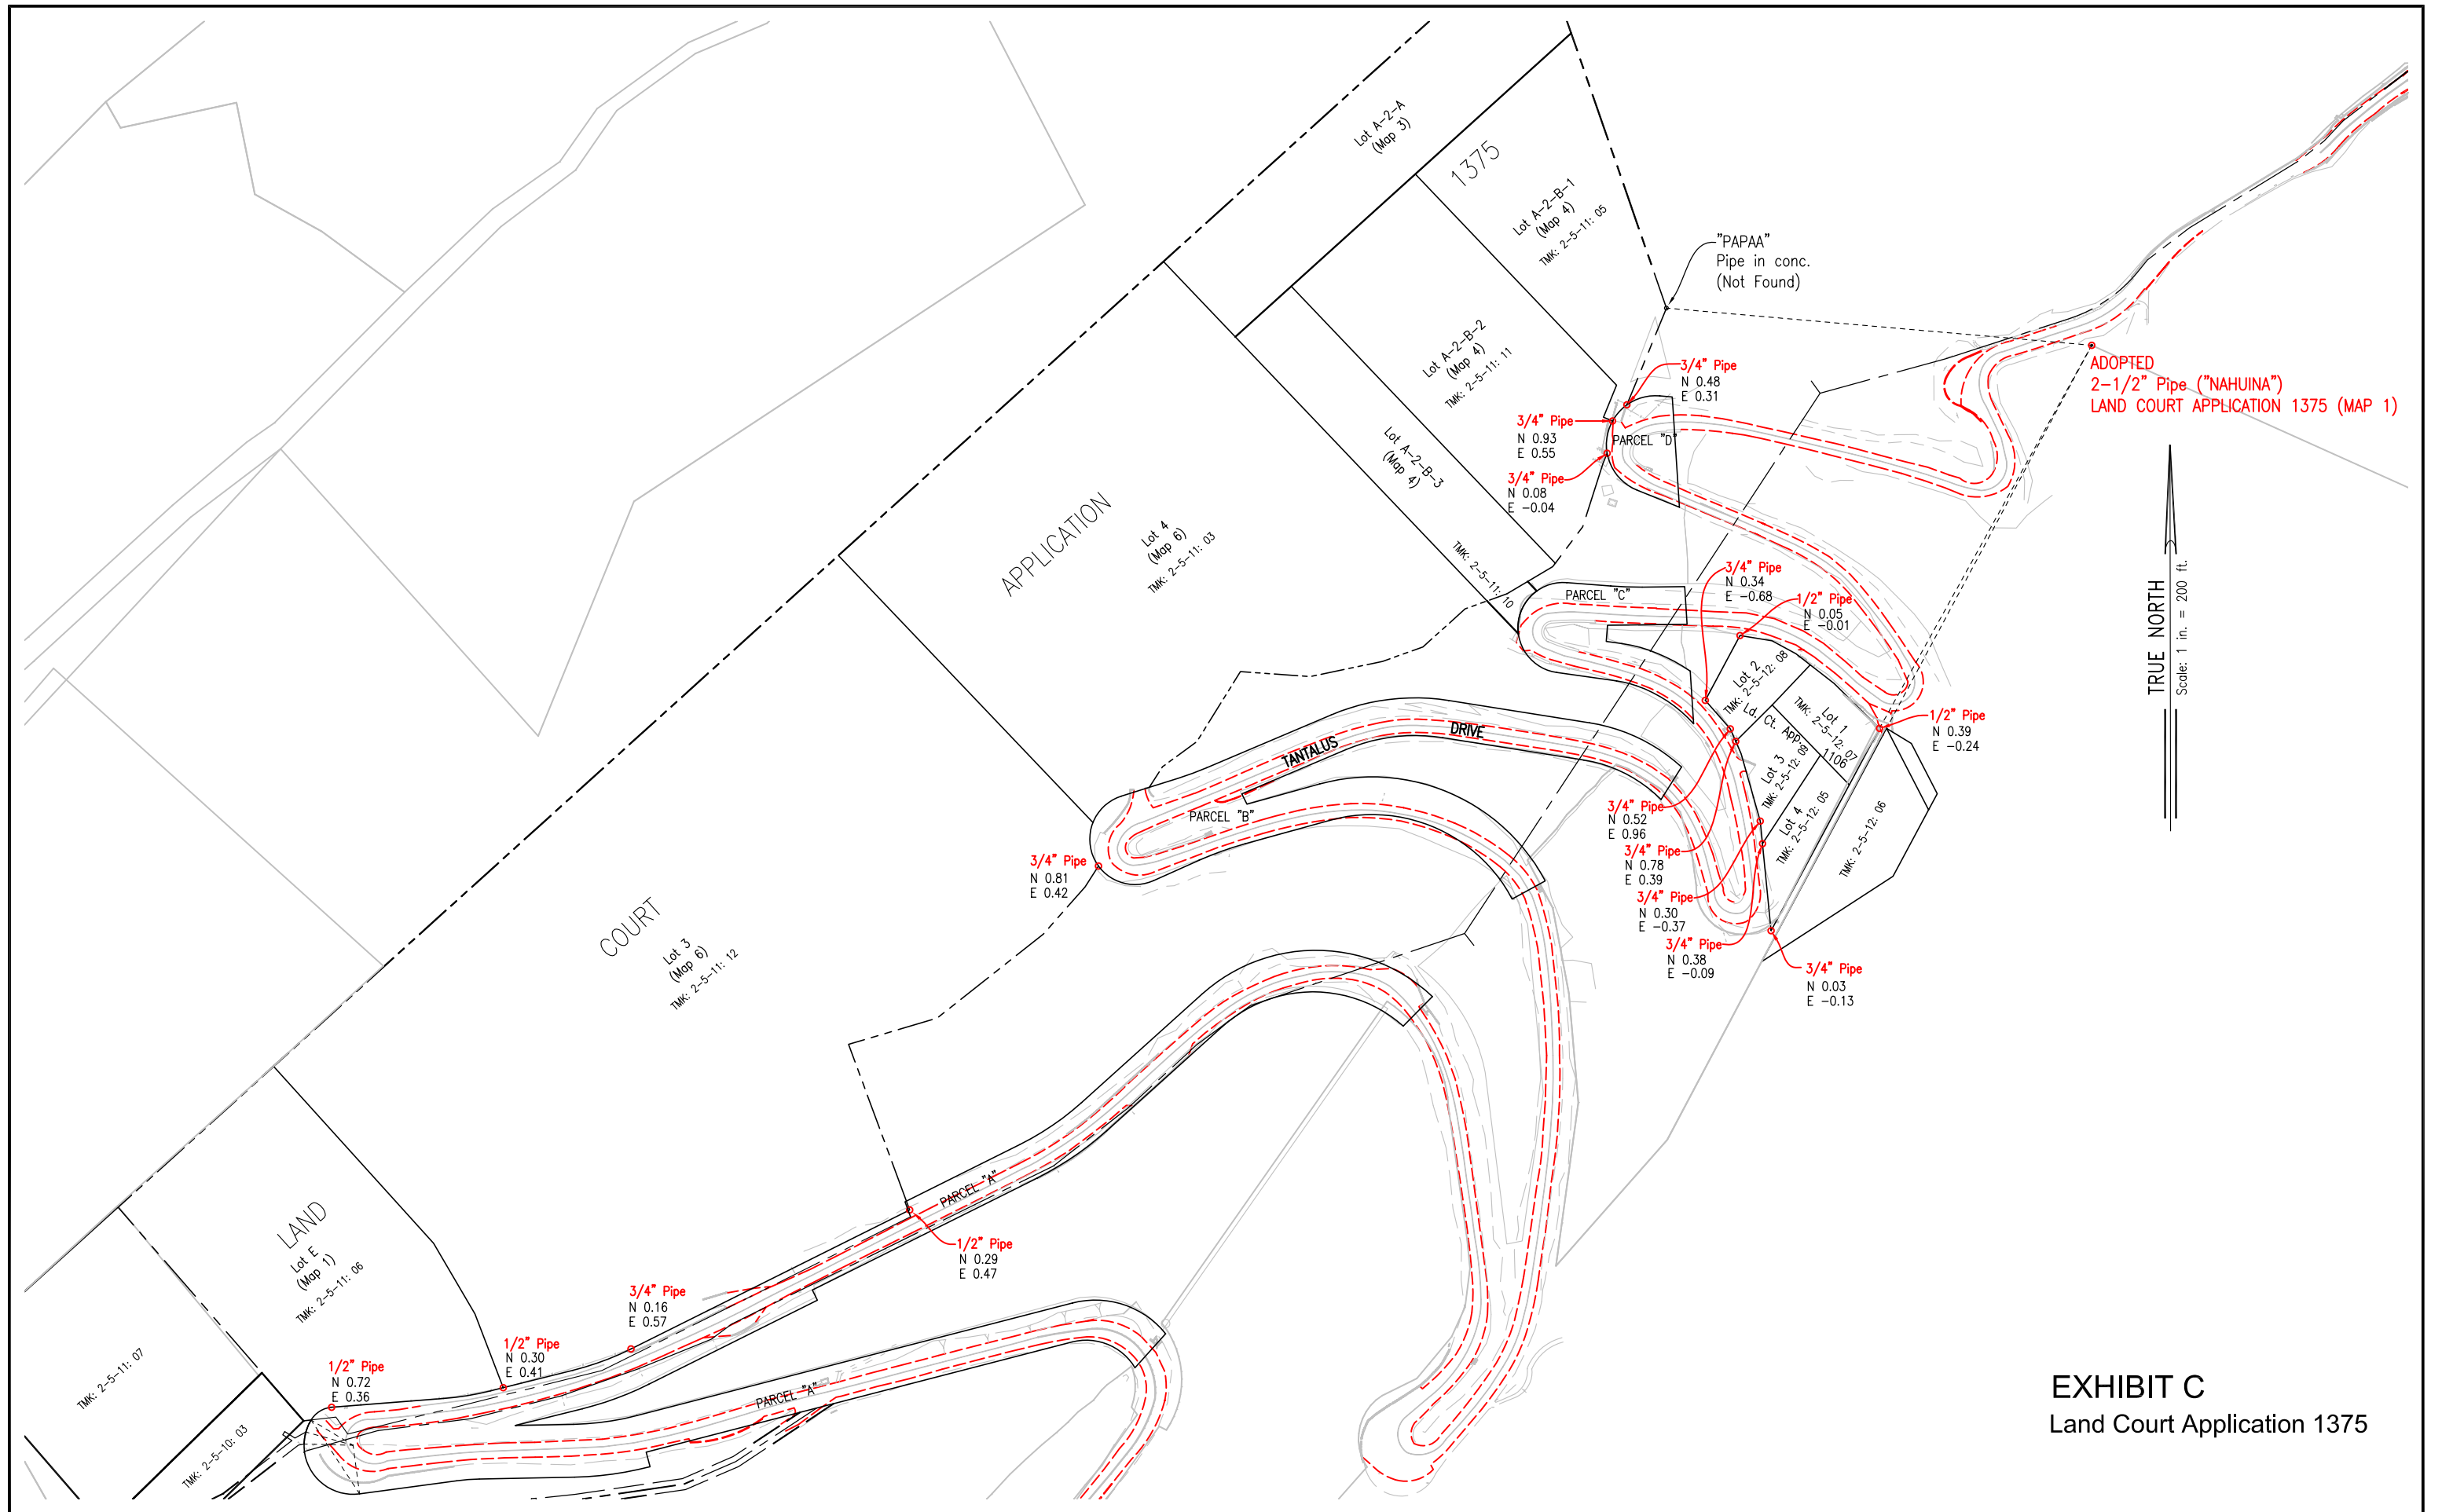 Lot A-2-A
(Map 3)
1375
Lot A-2-B-1
(Map 4)
TMK: 2-5-11: 05
"PAPAA"
Pipe in conc.
(Not Found)
Lot A-2-B-2
(Map 4)
TMK: 2-5-11: 11
3/4" Pipe
N 0.48
E 0.31
ADOPTED
2-1/2" Pipe ("NAHUINA")
LAND COURT APPLICATION 1375 (MAP 1)
3/4" Pipe
N 0.93
E 0.55
PARCEL "D"
Lot A-2-B-3
(Map 4)
TMK: 2-5-11: 10
3/4" Pipe
N 0.08
E -0.04
APPLICATION
Lot 4
(Map 6)
TMK: 2-5-11: 03
TRUE NORTH
Scale: 1 in. = 200 ft.
3/4" Pipe
N 0.34
E -0.68
PARCEL "C"
1/2" Pipe
N 0.05
E -0.01
Lot 2
TMK: 2-5-12: 08
Ld. Ct. App.
1106
Lot 1
TMK: 2-5-12: 07
1/2" Pipe
N 0.39
E -0.24
Lot 3
TMK: 2-5-12: 09
Lot 4
TMK: 2-5-12: 05
TMK: 2-5-12: 06
TANTALUS
DRIVE
PARCEL "B"
3/4" Pipe
N 0.52
E 0.96
3/4" Pipe
N 0.78
E 0.39
3/4" Pipe
N 0.30
E -0.37
3/4" Pipe
N 0.38
E -0.09
3/4" Pipe
N 0.03
E -0.13
3/4" Pipe
N 0.81
E 0.42
COURT
Lot 3
(Map 6)
TMK: 2-5-11: 12
PARCEL "A"
1/2" Pipe
N 0.29
E 0.47
LAND
Lot E
(Map 1)
TMK: 2-5-11: 06
3/4" Pipe
N 0.16
E 0.57
1/2" Pipe
N 0.30
E 0.41
1/2" Pipe
N 0.72
E 0.36
TMK: 2-5-11: 07
PARCEL "A"
TMK: 2-5-10: 03
EXHIBIT C
Land Court Application 1375